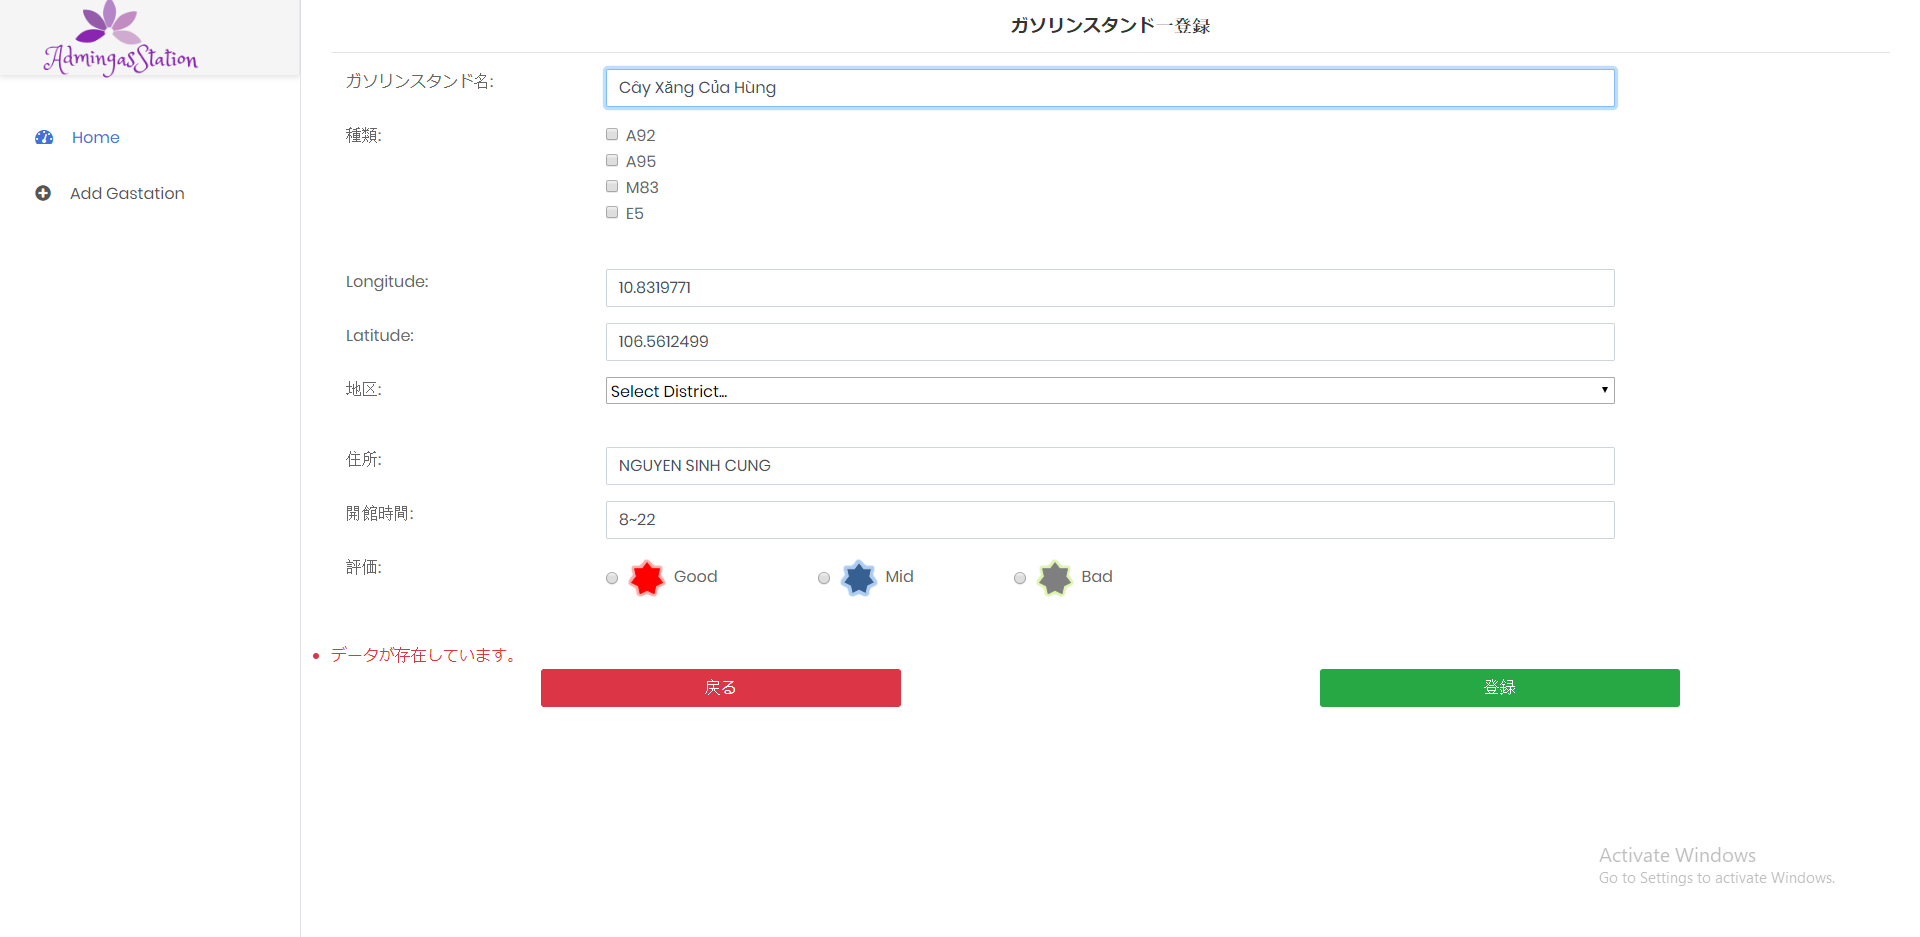 AdmingasStation
Home
Add Gastation
ガソリンスタンド一登録
ガソリンスタンド名:
Cây Xăng Của Hùng
種類:
A92
A95
M83
E5
Longitude:
10.8319771
Latitude:
106.5612499
地区:
Select District...
住所:
NGUYEN SINH CUNG
開館時間:
8~22
評価:
Good Mid Bad
データが存在しています。
戻る 登録
Activate Windows
Go to Settings to activate Windows.